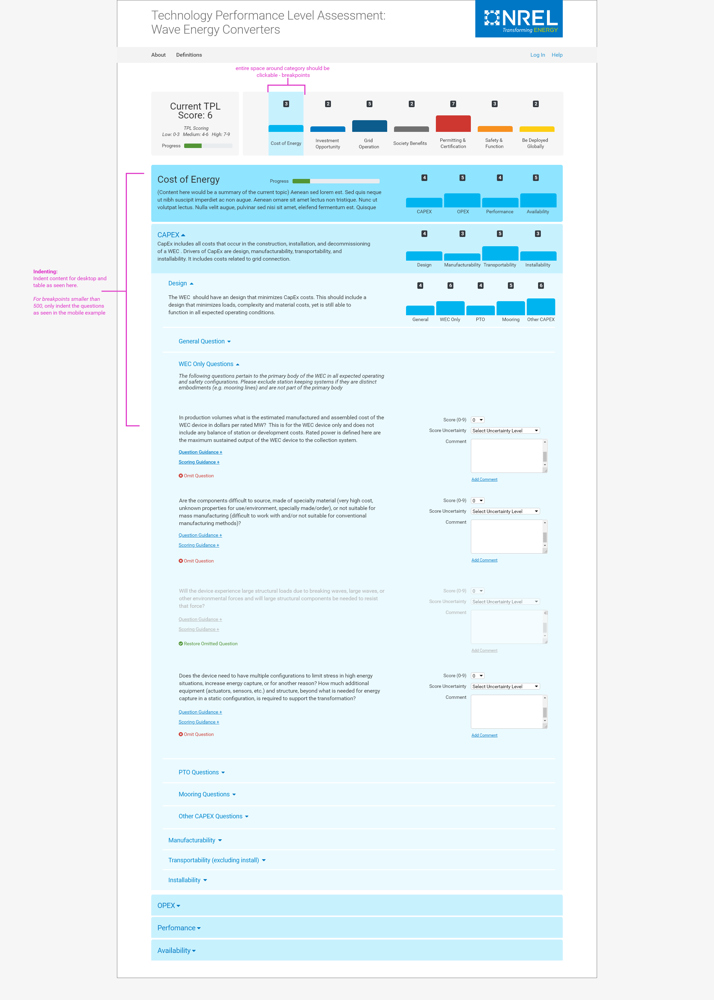 Technology Performance Level Assessment:
Wave Energy Converters
NREL
Transforming ENERGY
About Definitions Log In Help
entire space around category should be
clickable - breakpoints
Current TPL
Score: 6
TPL Scoring
Low: 0-3 Medium: 4-6 High: 7-9
Progress
3 2 5 2 7 3 2
Cost of Energy
Investment
Opportunity
Grid
Operation
Society Benefits
Permitting &
Certification
Safety &
Function
Be Deployed
Globally
Cost of Energy
Progress
(Content here would be a summary of the current topic) Aenean sed lorem est. Sed quis neque
ut nibh suscipit imperdiet ac non augue. Aenean ornare sit amet lectus non tristique. Nunc ut
volutpat lectus. Nulla velit augue, pulvinar sed nisi sit amet, eleifend fermentum est. Quisque
4 5 4 5
CAPEX OPEX Performance Availability
CAPEX
CapEx includes all costs that occur in the construction, installation, and decommissioning
of a WEC . Drivers of CapEx are design, manufacturability, transportability, and
installability. It includes costs related to grid connection.
4 3 5 3
Design Manufacturability Transportability Installability
Indenting:
Indent content for desktop and
table as seen here.
For breakpoints smaller than
500, only indent the questions
as seen in the mobile example
Design
The WEC should have an design that minimizes CapEx costs. This should include a
design that minimizes loads, complexity and material costs, yet is still able to
function in all expected operating conditions.
4 6 4 5 6
General WEC Only PTO Mooring Other CAPEX
General Question
WEC Only Questions
The following questions pertain to the primary body of the WEC in all expected operating
and safety configurations. Please exclude station keeping systems if they are distinct
embodiments (e.g. mooring lines) and are not part of the primary body
In production volumes what is the estimated manufactured and assembled cost of the
WEC device in dollars per rated MW? This is for the WEC device only and does not
include any balance of station or development costs. Rated power is defined here are
the maximum sustained output of the WEC device to the collection system.
Question Guidance +
Scoring Guidance +
Omit Question
Score (0-9) 0
Score Uncertainty Select Uncertainty Level
Comment
Add Comment
Are the components difficult to source, made of specialty material (very high cost,
unknown properties for use/environment, specially made/order), or not suitable for
mass manufacturing (difficult to work with and/or not suitable for conventional
manufacturing methods)?
Question Guidance +
Scoring Guidance +
Omit Question
Score (0-9) 0
Score Uncertainty Select Uncertainty Level
Comment
Add Comment
Will the device experience large structural loads due to breaking waves, large waves, or
other environmental forces and will large structural components be needed to resist
that force?
Question Guidance +
Scoring Guidance +
Restore Omitted Question
Score (0-9) 0
Score Uncertainty Select Uncertainty Level
Comment
Add Comment
Does the device need to have multiple configurations to limit stress in high energy
situations, increase energy capture, or for another reason? How much additional
equipment (actuators, sensors, etc.) and structure, beyond what is needed for energy
capture in a static configuration, is required to support the transformation?
Question Guidance +
Scoring Guidance +
Omit Question
Score (0-9) 0
Score Uncertainty Select Uncertainty Level
Comment
Add Comment
PTO Questions
Mooring Questions
Other CAPEX Questions
Manufacturability
Transportability (excluding install)
Installability
OPEX
Perfomance
Availability